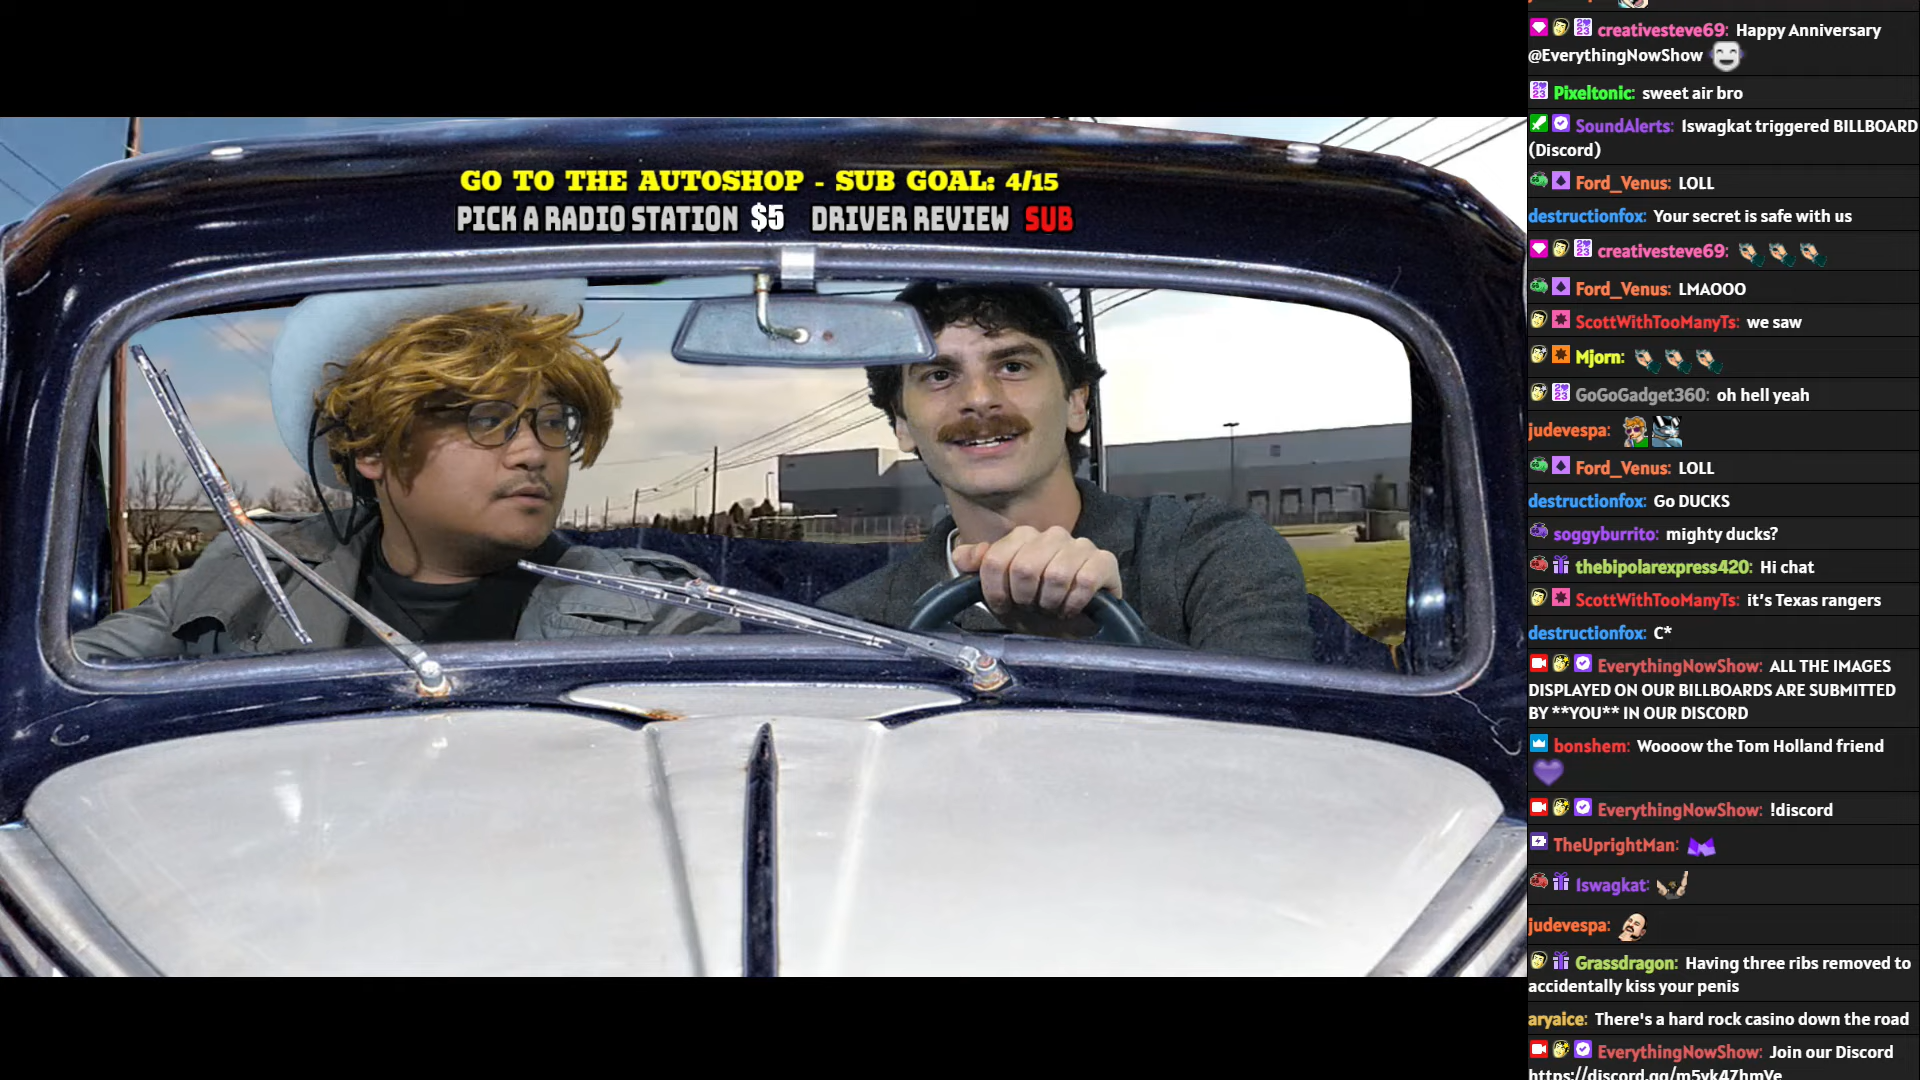 GO TO THE AUTOSHOP - SUB GOAL: 4/15
PICK A RADIO STATION $5 DRIVER REVIEW SUB
creativesteve69: Happy Anniversary
@EverythingNowShow
Pixeltonic: sweet air bro
SoundAlerts: 1swagkat triggered BILLBOARD
(Discord)
Ford_Venus: LOLL
destructionfox: Your secret is safe with us
creativesteve69:
Ford_Venus: LMAOOO
ScottWithTooManyTs: we saw
Mjorn:
GoGoGadget360: oh hell yeah
judevespa:
Ford_Venus: LOLL
destructionfox: Go DUCKS
soggyburrito: mighty ducks?
thebipolarexpress420: Hi chat
ScottWithTooManyTs: it's Texas rangers
destructionfox: C*
EverythingNowShow: ALL THE IMAGES
DISPLAYED ON OUR BILLBOARDS ARE SUBMITTED
BY **YOU** IN OUR DISCORD
bonshem: Woooow the Tom Holland friend
EverythingNowShow: !discord
TheUprightMan:
1swagkat:
judevespa:
Grassdragon: Having three ribs removed to
accidentally kiss your penis
aryaice: There's a hard rock casino down the road
EverythingNowShow: Join our Discord